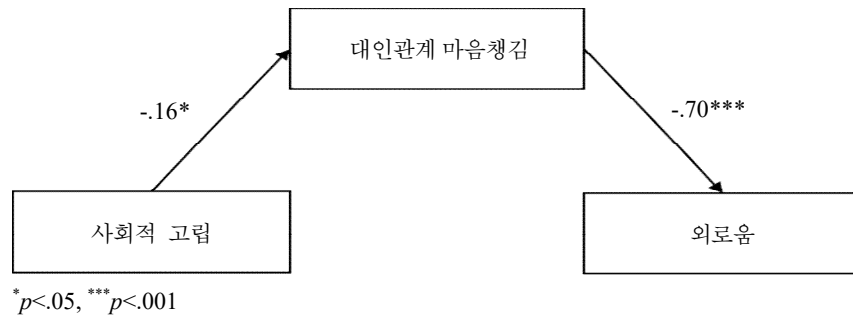 대인관계 마음챙김
-.16*
-.70***
사회적 고립
외로움
*p<.05, ***p<.001